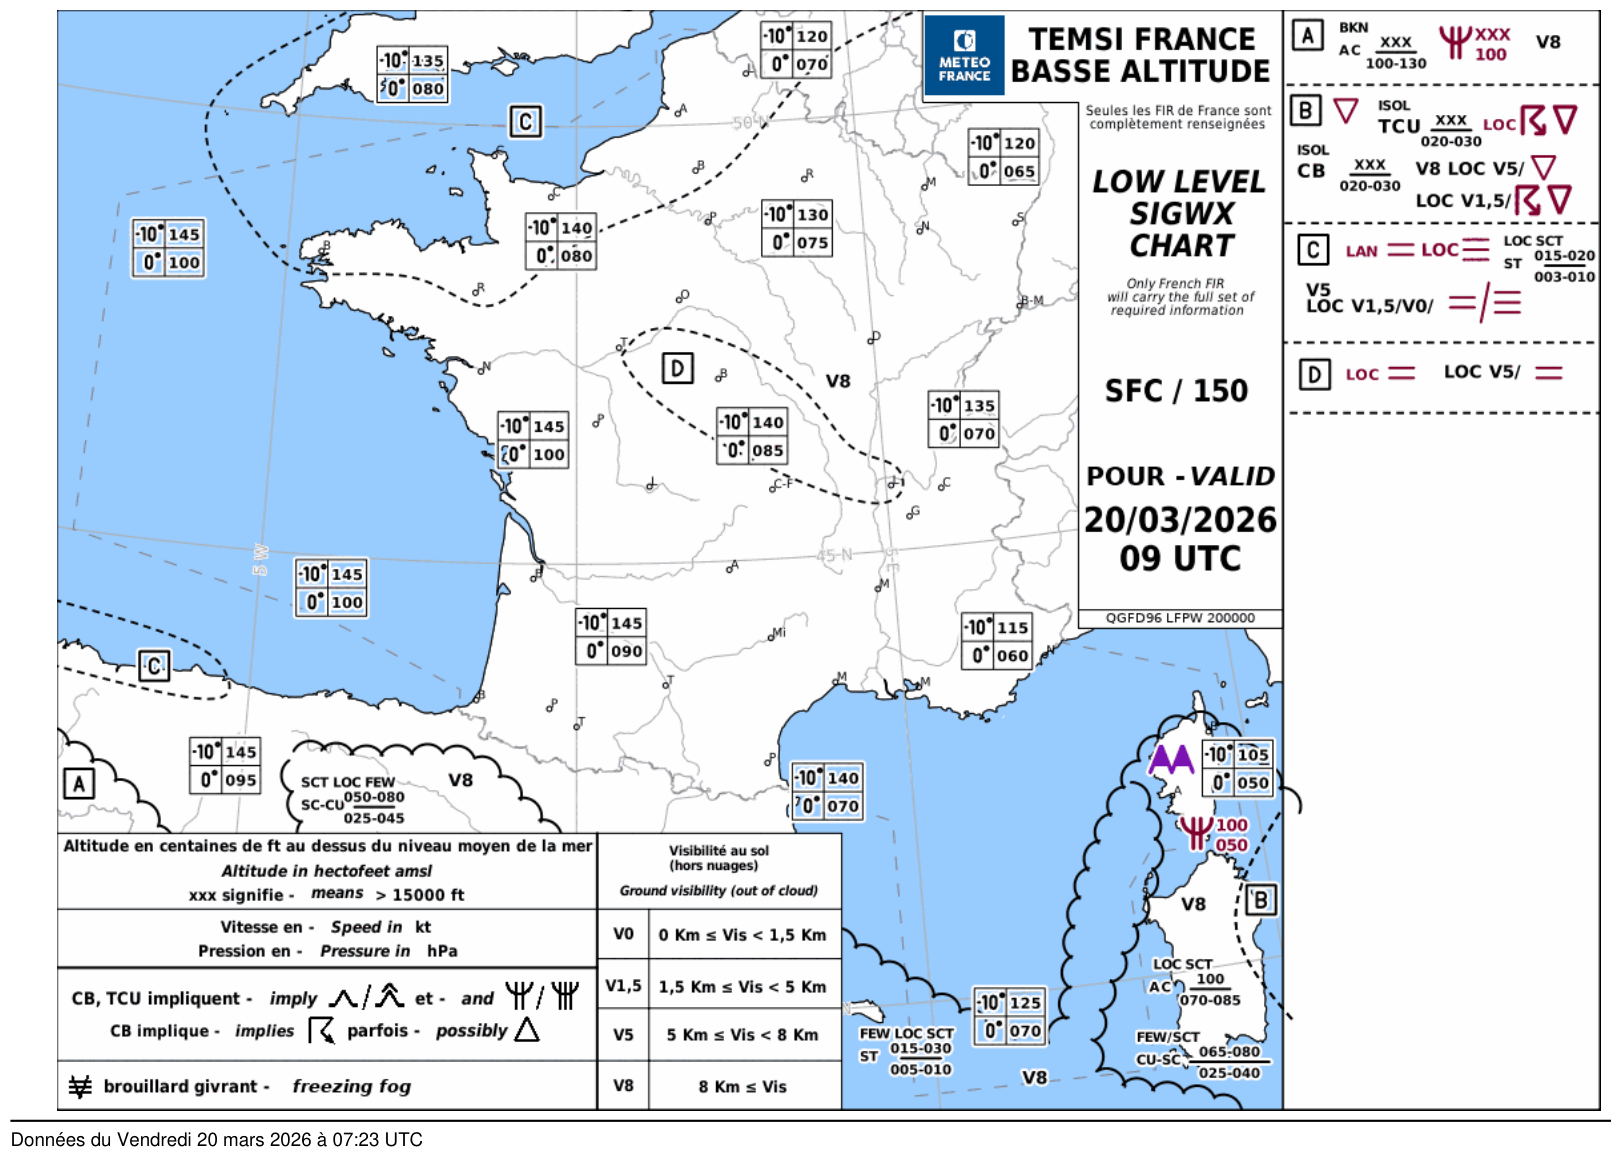 TEMSI FRANCE
BASSE ALTITUDE
METEO
FRANCE
Seules les FIR de France sont
complètement renseignées
LOW LEVEL
SIGWX
CHART
Only French FIR
will carry the full set of
required information
SFC / 150
POUR - VALID
20/03/2026
09 UTC
QGFD96 LFPW 200000
A
BKN
AC
XXX
100-130
XXX
100
V8
B
ISOL
TCU
XXX
020-030
LOC
ISOL
CB
XXX
020-030
V8 LOC V5/
LOC V1,5/
C
LAN
LOC
LOC SCT
ST
015-020
003-010
V5
LOC V1,5/V0/
D
LOC
LOC V5/
-10° 135
0° 080
-10° 120
0° 070
C
50 N
-10° 120
0° 065
-10° 145
0° 100
-10° 140
0° 080
-10° 130
0° 075
L
A
C
B
R
M
C
P
N
S
B
R
O
B-M
T
D
N
D
B
V8
-10° 145
0° 100
P
-10° 140
0° 085
-10° 135
0° 070
L
C-F
L
C
G
5 W
45 N
5 E
-10° 145
0° 100
B
A
M
-10° 145
0° 090
Mi
-10° 115
0° 060
N
C
B
T
M
M
P
T
P
-10° 145
0° 095
A
SCT LOC FEW
SC-CU
050-080
025-045
V8
-10° 140
0° 070
B
-10° 105
0° 050
A
100
050
V8
B
LOC SCT
AC
100
070-085
-10° 125
0° 070
FEW LOC SCT
ST
015-030
005-010
V8
FEW/SCT
CU-SC
065-080
025-040
Altitude en centaines de ft au dessus du niveau moyen de la mer
Altitude in hectofeet amsl
xxx signifie - means > 15000 ft
Vitesse en - Speed in kt
Pression en - Pressure in hPa
CB, TCU impliquent - imply / et - and /
CB implique - implies parfois - possibly
brouillard givrant - freezing fog
Visibilité au sol
(hors nuages)
Ground visibility (out of cloud)
V0 0 Km ≤ Vis < 1,5 Km
V1,5 1,5 Km ≤ Vis < 5 Km
V5 5 Km ≤ Vis < 8 Km
V8 8 Km ≤ Vis
Données du Vendredi 20 mars 2026 à 07:23 UTC